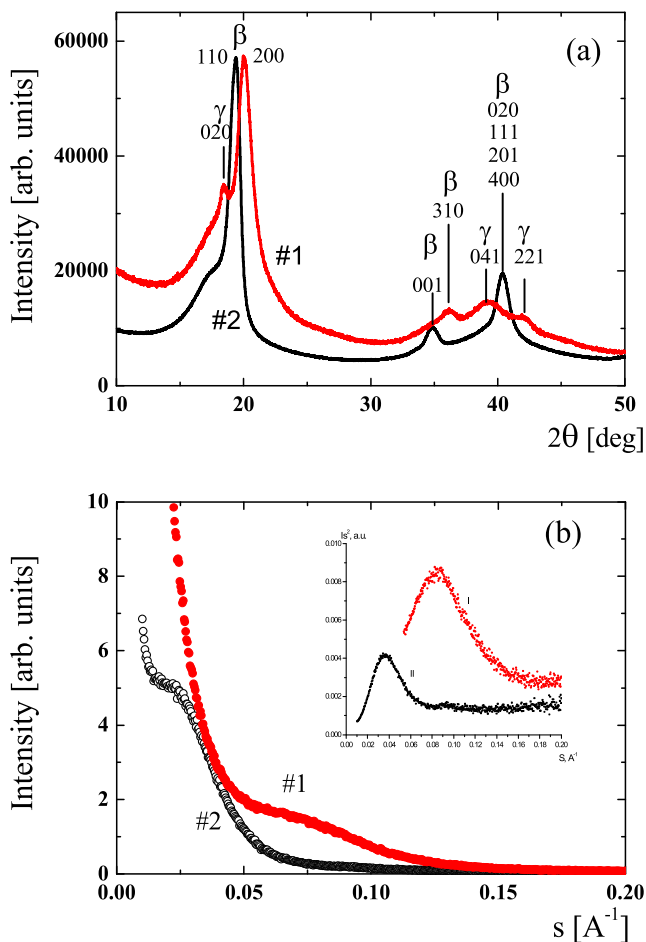 (a)
60000
40000
20000
0
Intensity [arb. units]
β
110 200
γ
020
#1
#2
β
001
β
310
γ
041
γ
221
β
020
111
201
400
10 20 30 40 50
2θ [deg]
(b)
10
8
6
4
2
0
Intensity [arb. units]
#1
#2
0.00 0.05 0.10 0.15 0.20
s [A⁻¹]
Is², a.u.
0.010
0.008
0.006
0.004
0.002
0.000
I
II
0.00 0.02 0.04 0.06 0.08 0.10 0.12 0.14 0.16 0.18 0.20
S, A⁻¹